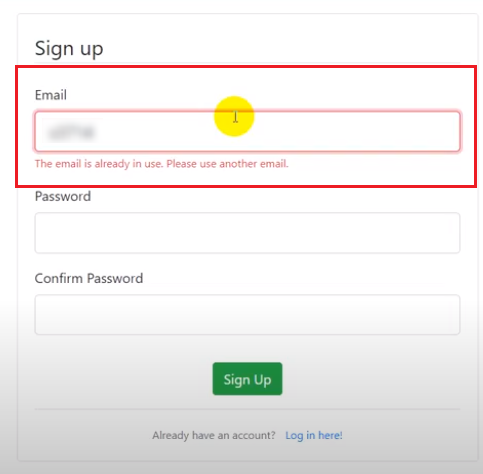 Sign up
Email
The email is already in use. Please use another email.
Password
Confirm Password
Sign Up
Already have an account? Log in here!